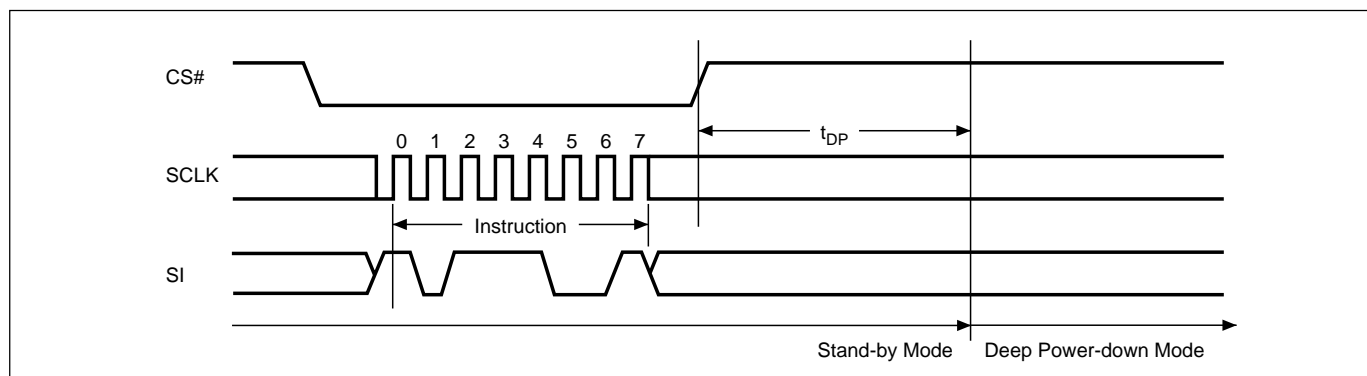 CS#
0 1 2 3 4 5 6 7
t_DP
SCLK
Instruction
SI
Stand-by Mode Deep Power-down Mode